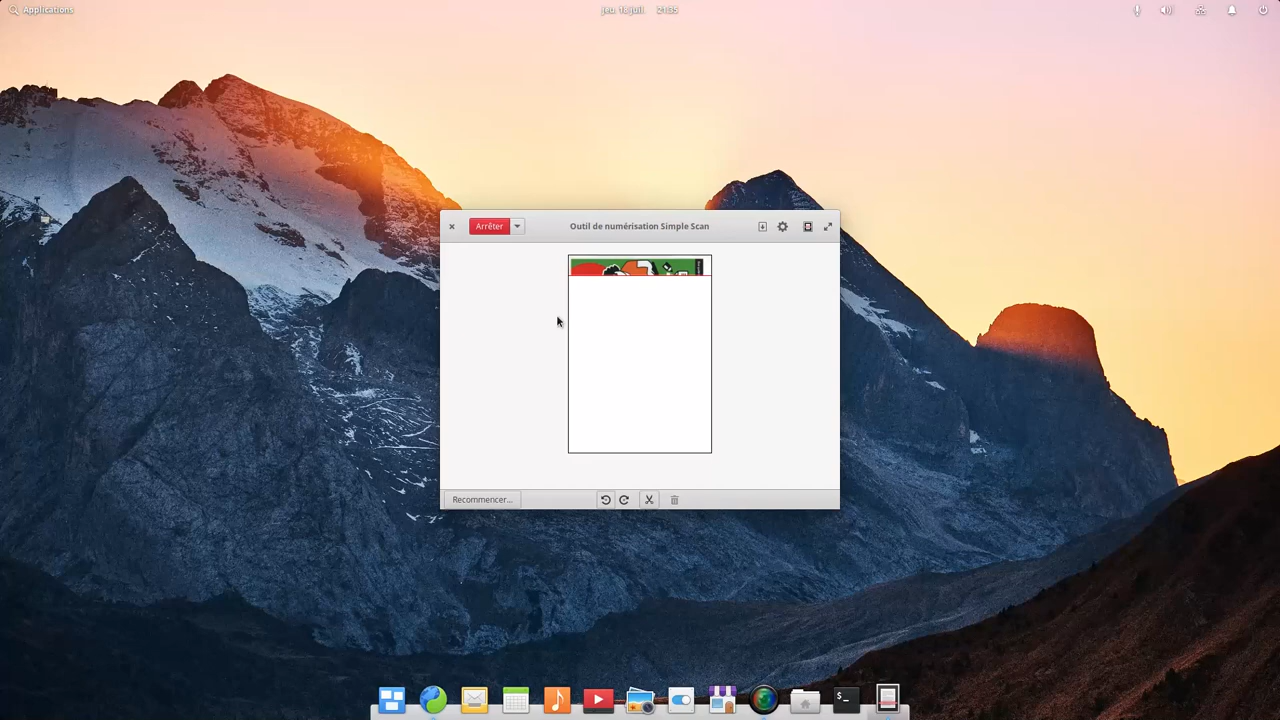 Applications
jeu. 18 juil. 21:35
Arrêter
Outil de numérisation Simple Scan
Recommencer...
$_